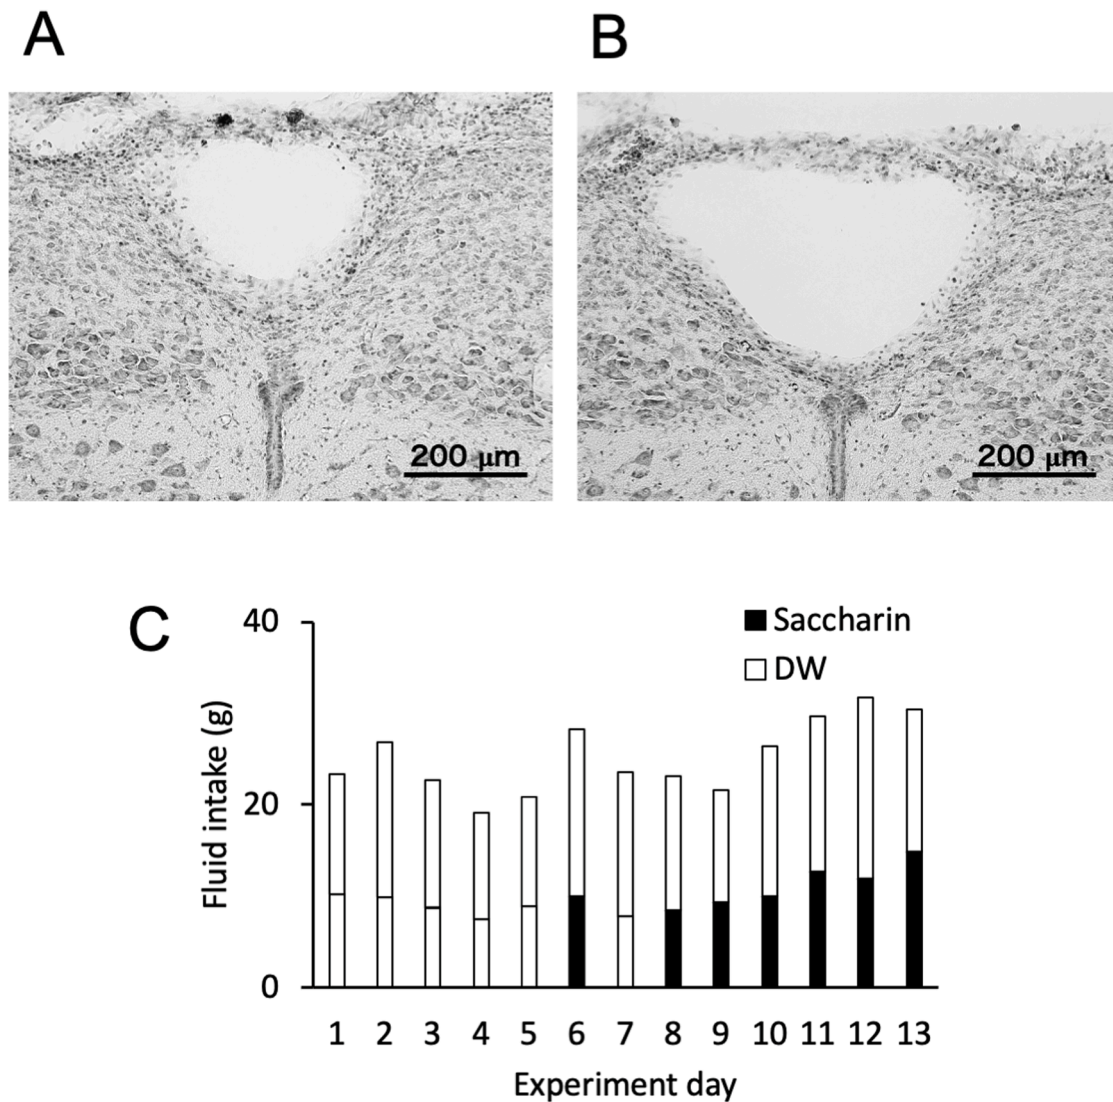 A
B
200 μm
200 μm
C
Saccharin
DW
Fluid intake (g)
40
20
0
1 2 3 4 5 6 7 8 9 10 11 12 13
Experiment day